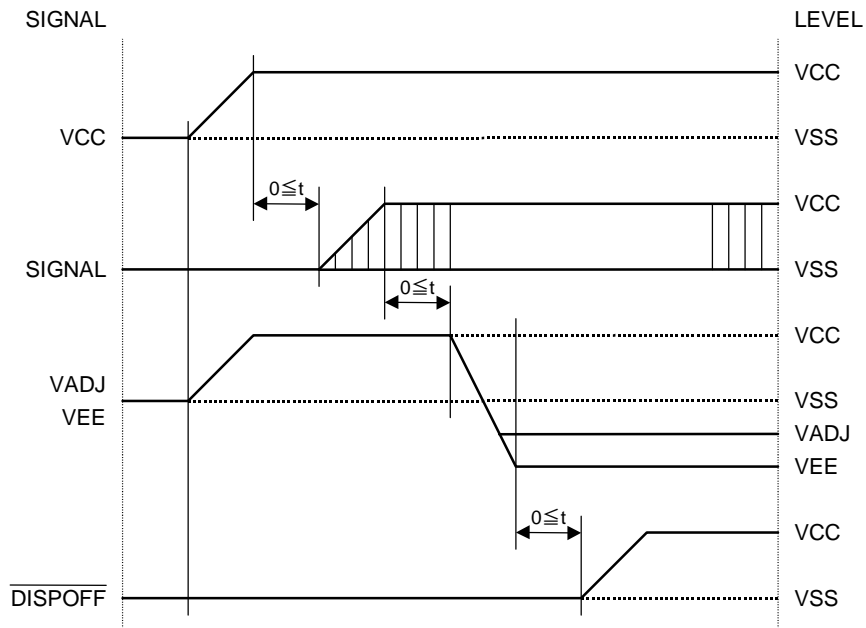 SIGNAL LEVEL
VCC
VCC VSS
0≦t VCC
SIGNAL VSS
0≦t
VCC
VADJ
VSS
VEE
VADJ
VEE
0≦t
VCC
DISPOFF VSS